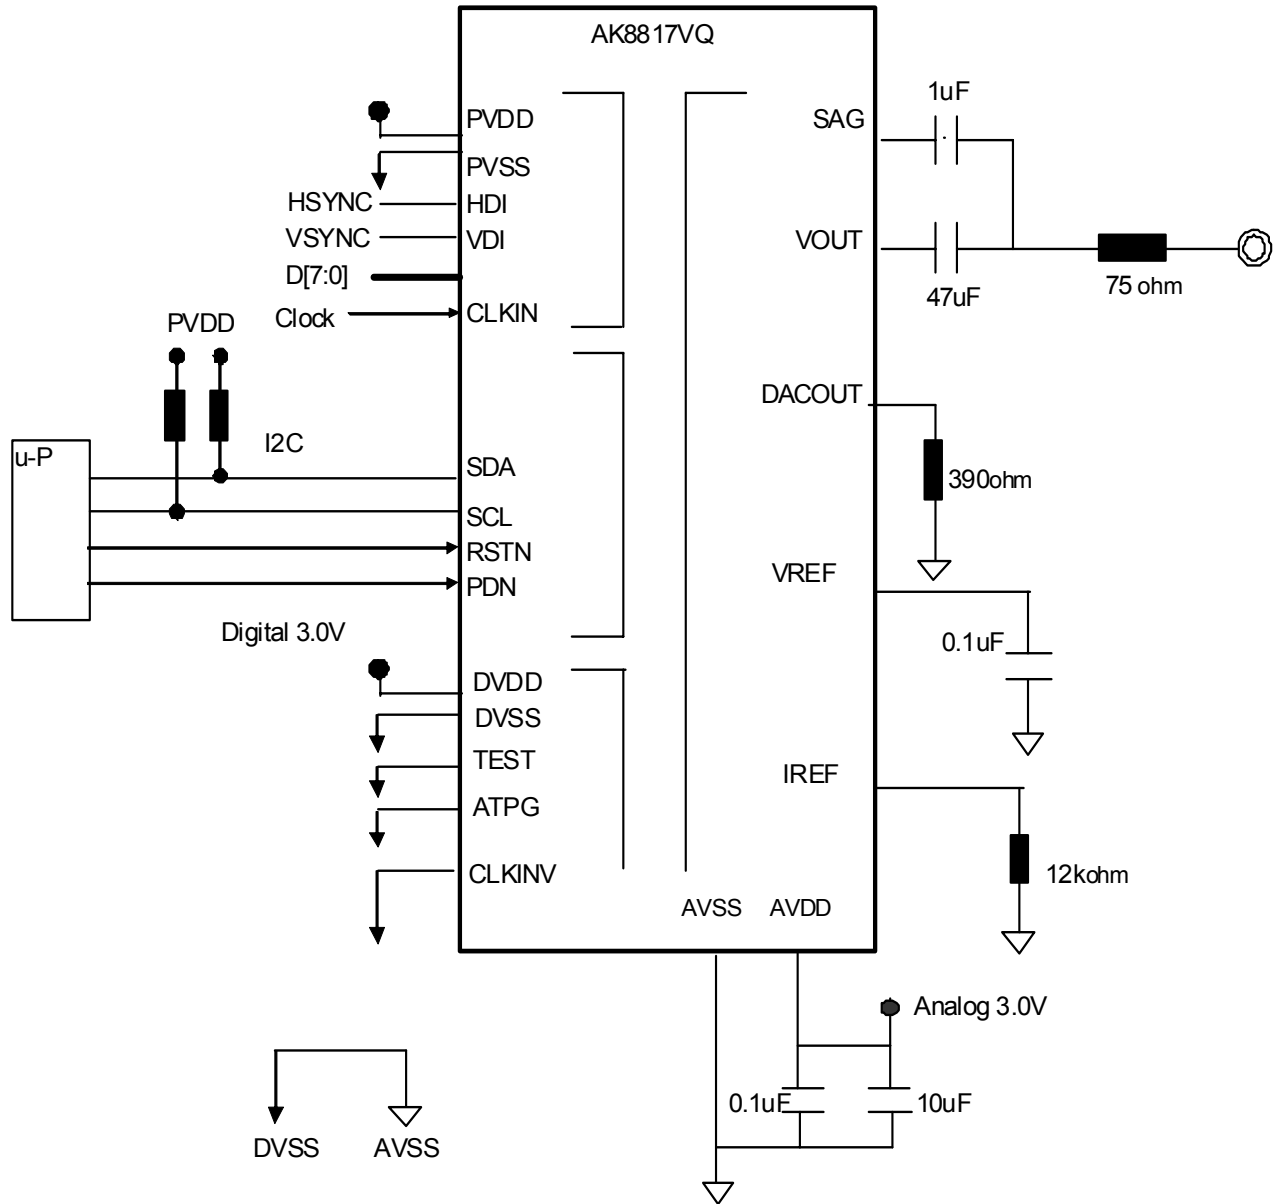 AK8817VQ
PVDD
PVSS
HSYNC
HDI
VSYNC
VDI
D[7:0]
Clock
CLKIN
PVDD
I2C
u-P
SDA
SCL
RSTN
PDN
Digital 3.0V
DVDD
DVSS
TEST
ATPG
CLKINV
SAG
1uF
VOUT
47uF
75 ohm
DACOUT
390ohm
VREF
0.1uF
IREF
12kohm
AVSS
AVDD
Analog 3.0V
0.1uF
10uF
DVSS
AVSS